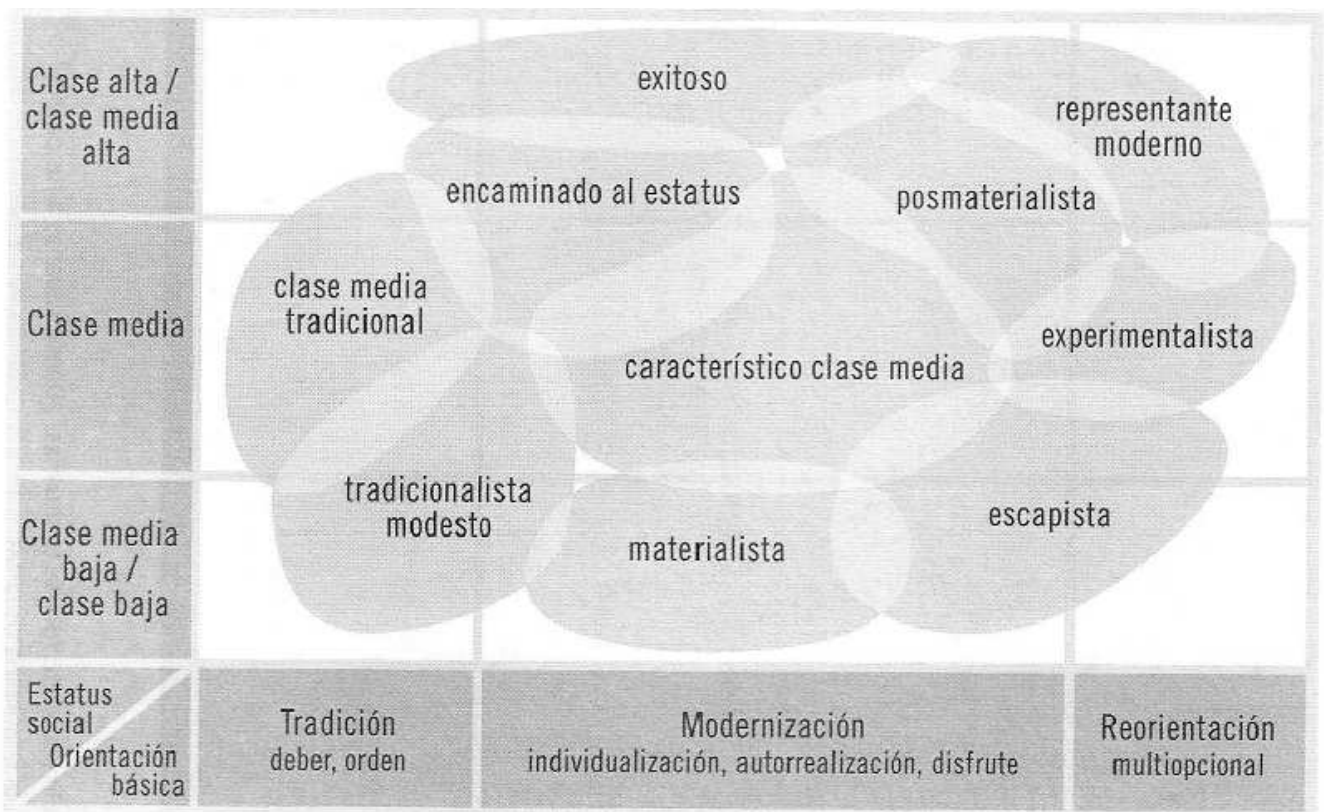 Clase alta /
clase media
alta
exitoso
representante
moderno
encaminado al estatus
posmaterialista
Clase media
clase media
tradicional
experimentalista
característico clase media
Clase media
baja /
clase baja
tradicionalista
modesto
materialista
escapista
Estatus
social
Orientación
básica
Tradición
deber, orden
Modernización
individualización, autorrealización, disfrute
Reorientación
multiopcional